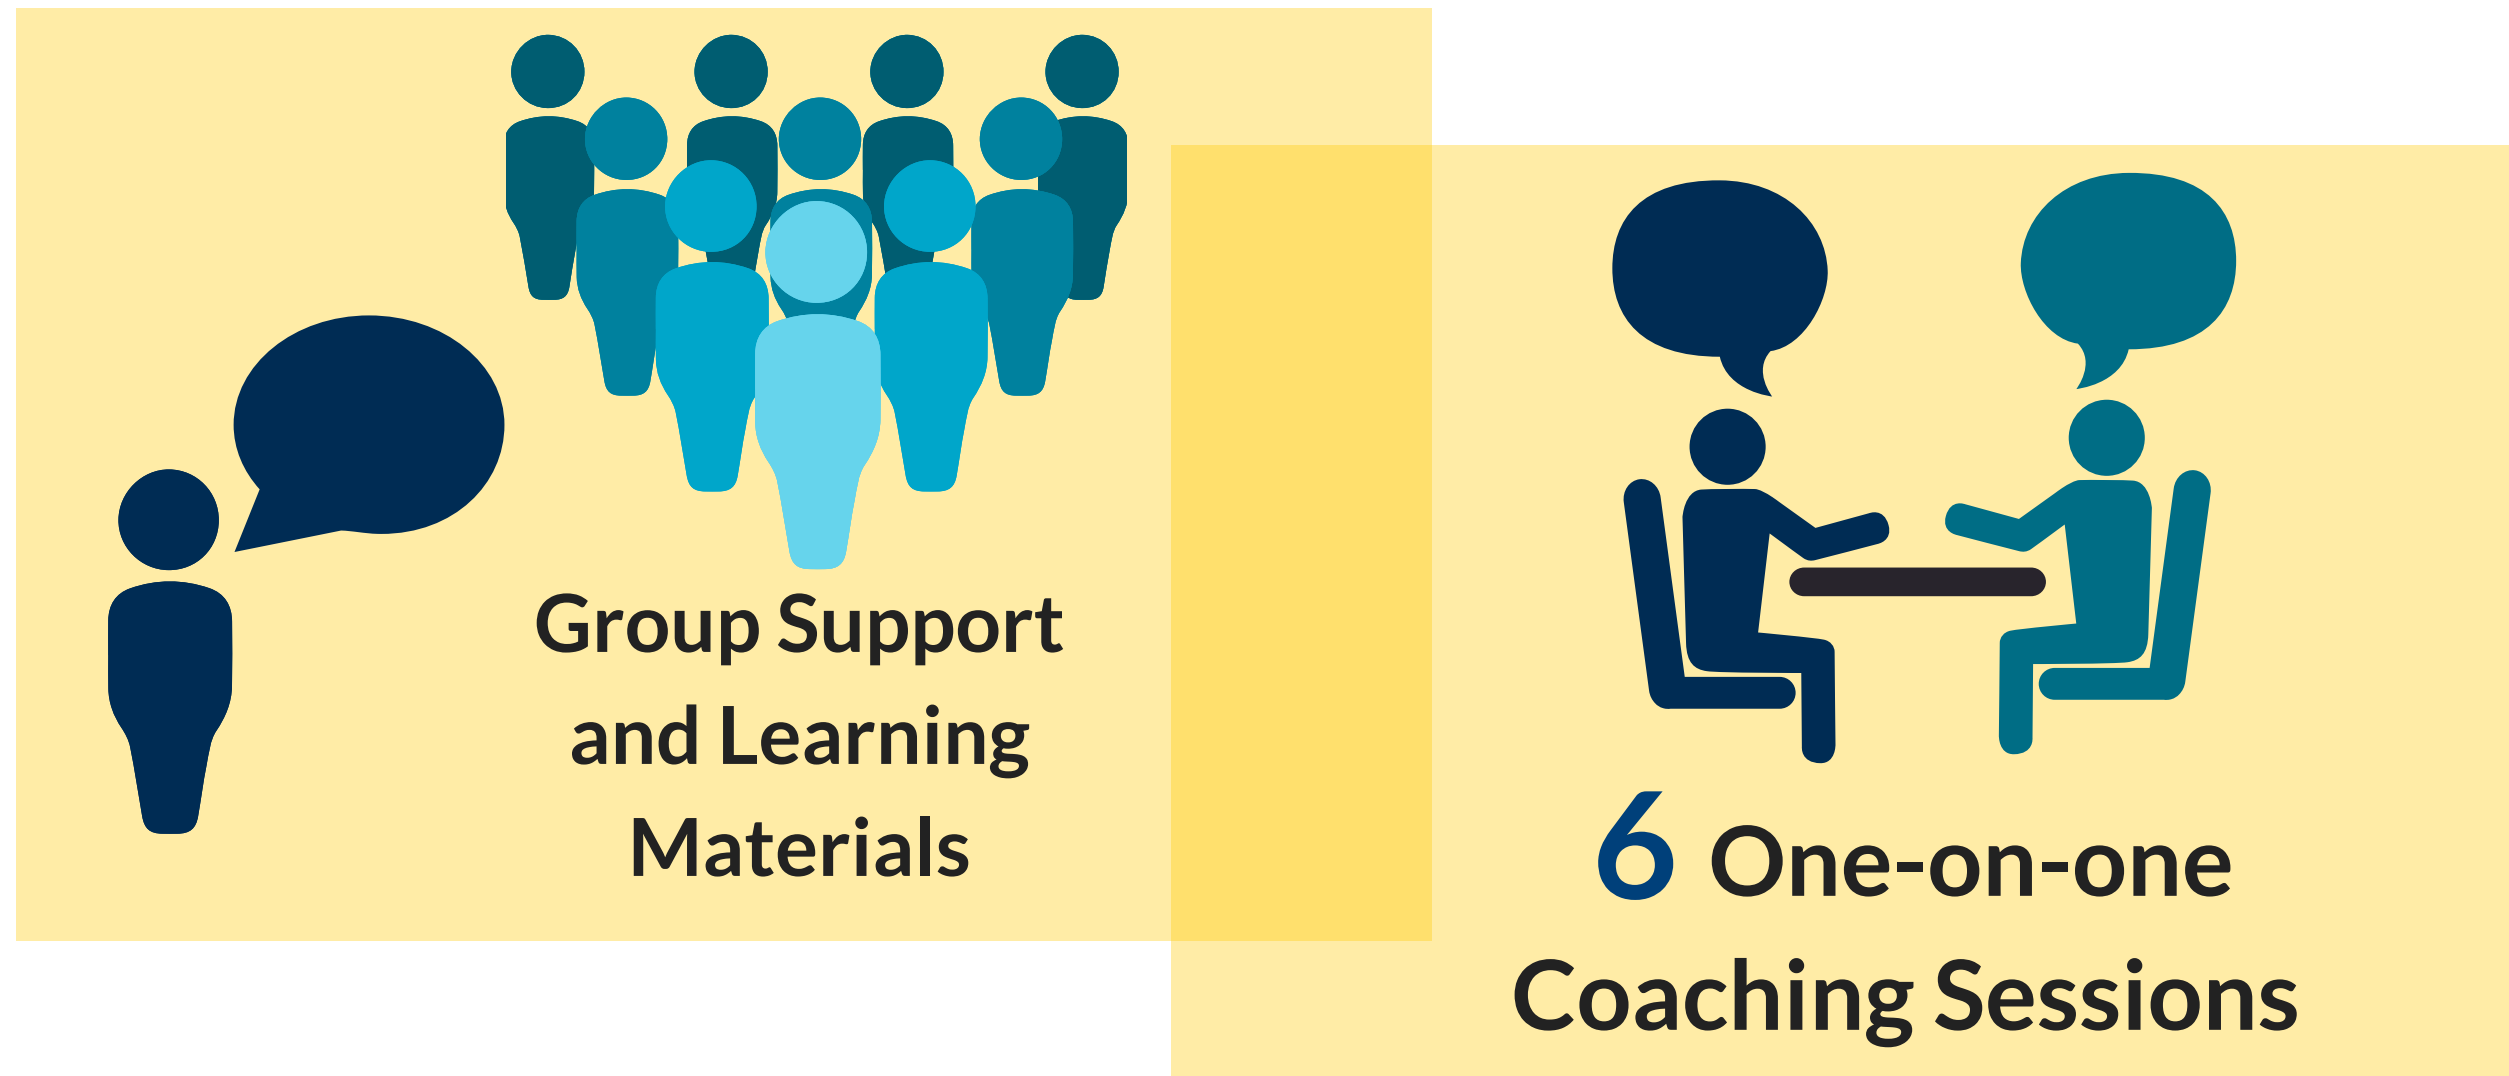 Group Support
and Learning
Materials
6 One-on-one
Coaching Sessions